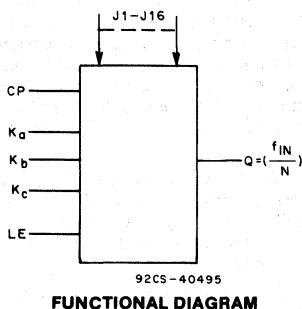 J1-J16
CP
Ka
Kb
Kc
LE
Q=(fIN/N)
92CS-40495
FUNCTIONAL DIAGRAM